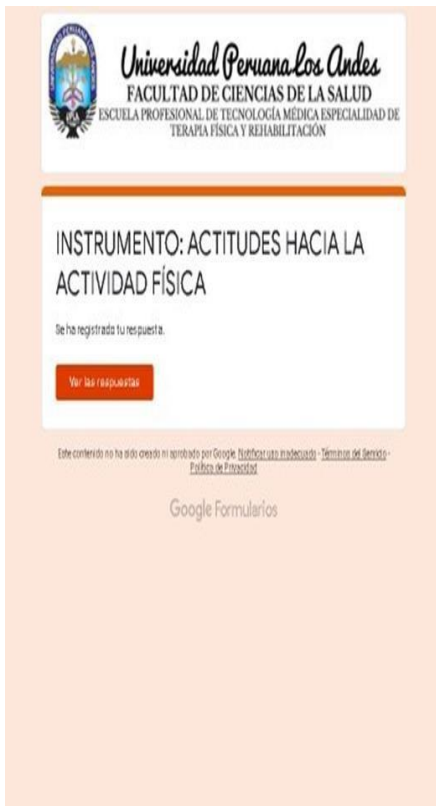 Universidad Peruana Los Andes
FACULTAD DE CIENCIAS DE LA SALUD
ESCUELA PROFESIONAL DE TECNOLOGÍA MÉDICA ESPECIALIDAD DE
TERAPIA FÍSICA Y REHABILITACIÓN
INSTRUMENTO: ACTITUDES HACIA LA
ACTIVIDAD FÍSICA
Se ha registrado tu respuesta.
Ver las respuestas
Este contenido no ha sido creado ni aprobado por Google. Notificar uso inadecuado - Términos del Servicio -
Política de Privacidad
Google Formularios